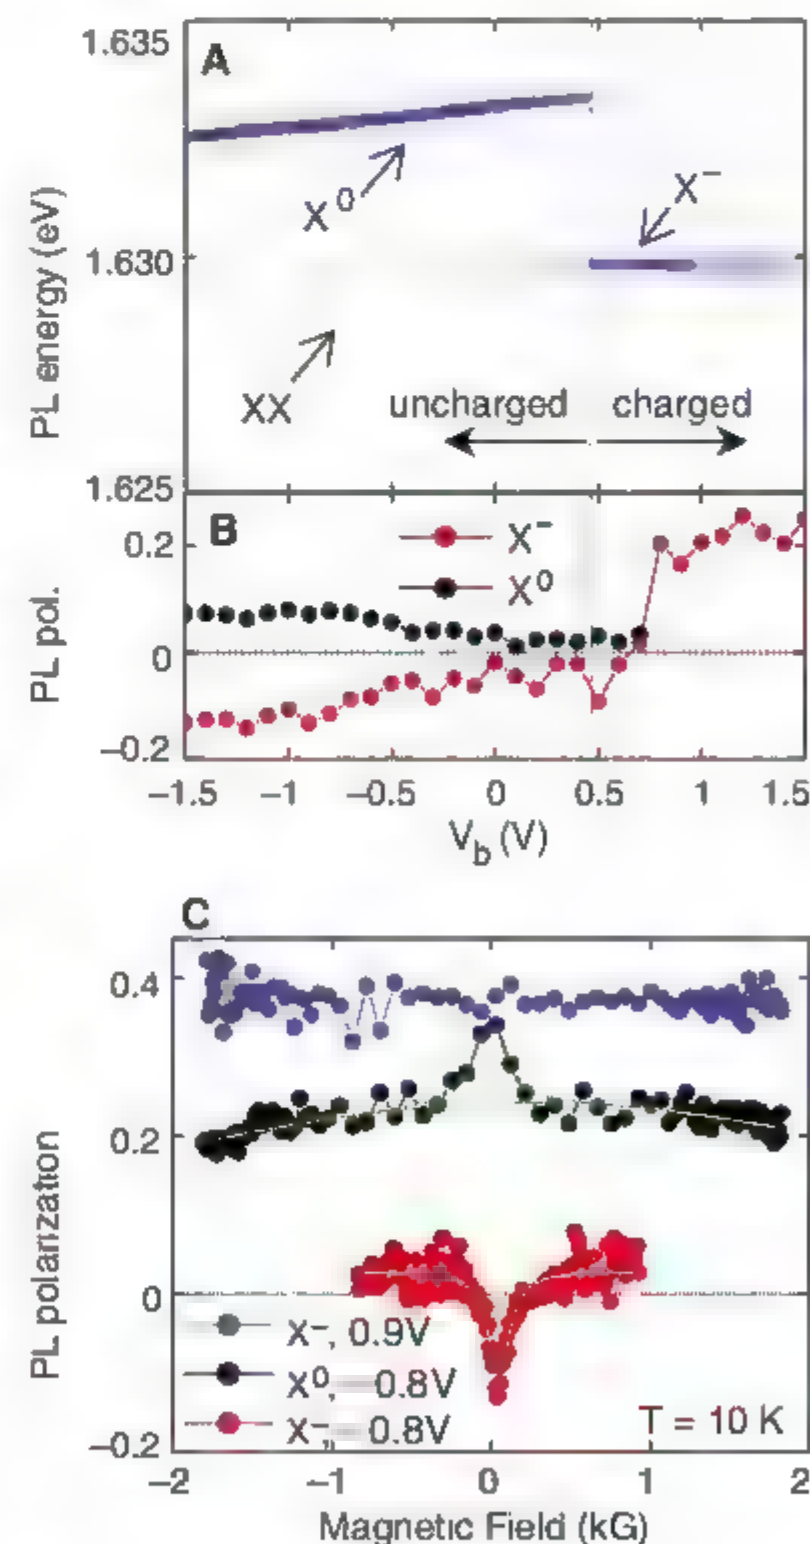 1.635
A
X⁰
X⁻
1.630
PL energy (eV)
XX
uncharged
charged
1.625
B
X⁻
X⁰
0.2
0
−0.2
PL pol.
−1.5
−1
−0.5
0
0.5
1
1.5
V_b (V)
C
0.4
0.2
0
−0.2
PL polarization
X⁻, 0.9V
X⁰, −0.8V
X⁻, −0.8V
T = 10 K
−2
−1
0
1
2
Magnetic Field (kG)